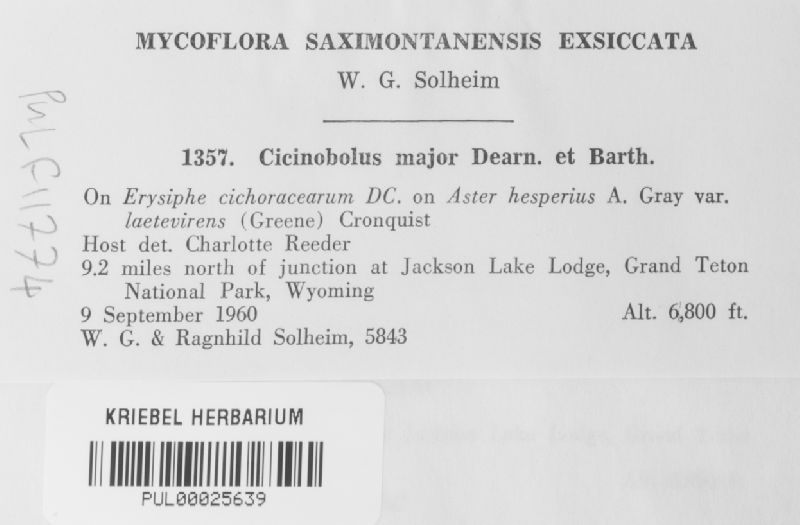 MYCOFLORA SAXIMONTANENSIS EXSICCATA
W. G. Solheim
1357. Cicinobolus major Dearn. et Barth.
On Erysiphe cichoracearum DC. on Aster hesperius A. Gray var.
laetevirens (Greene) Cronquist
Host det. Charlotte Reeder
9.2 miles north of junction at Jackson Lake Lodge, Grand Teton
National Park, Wyoming
9 September 1960 Alt. 6,800 ft.
W. G. & Ragnhild Solheim, 5843
PUL F11774
KRIEBEL HERBARIUM
PUL00025639